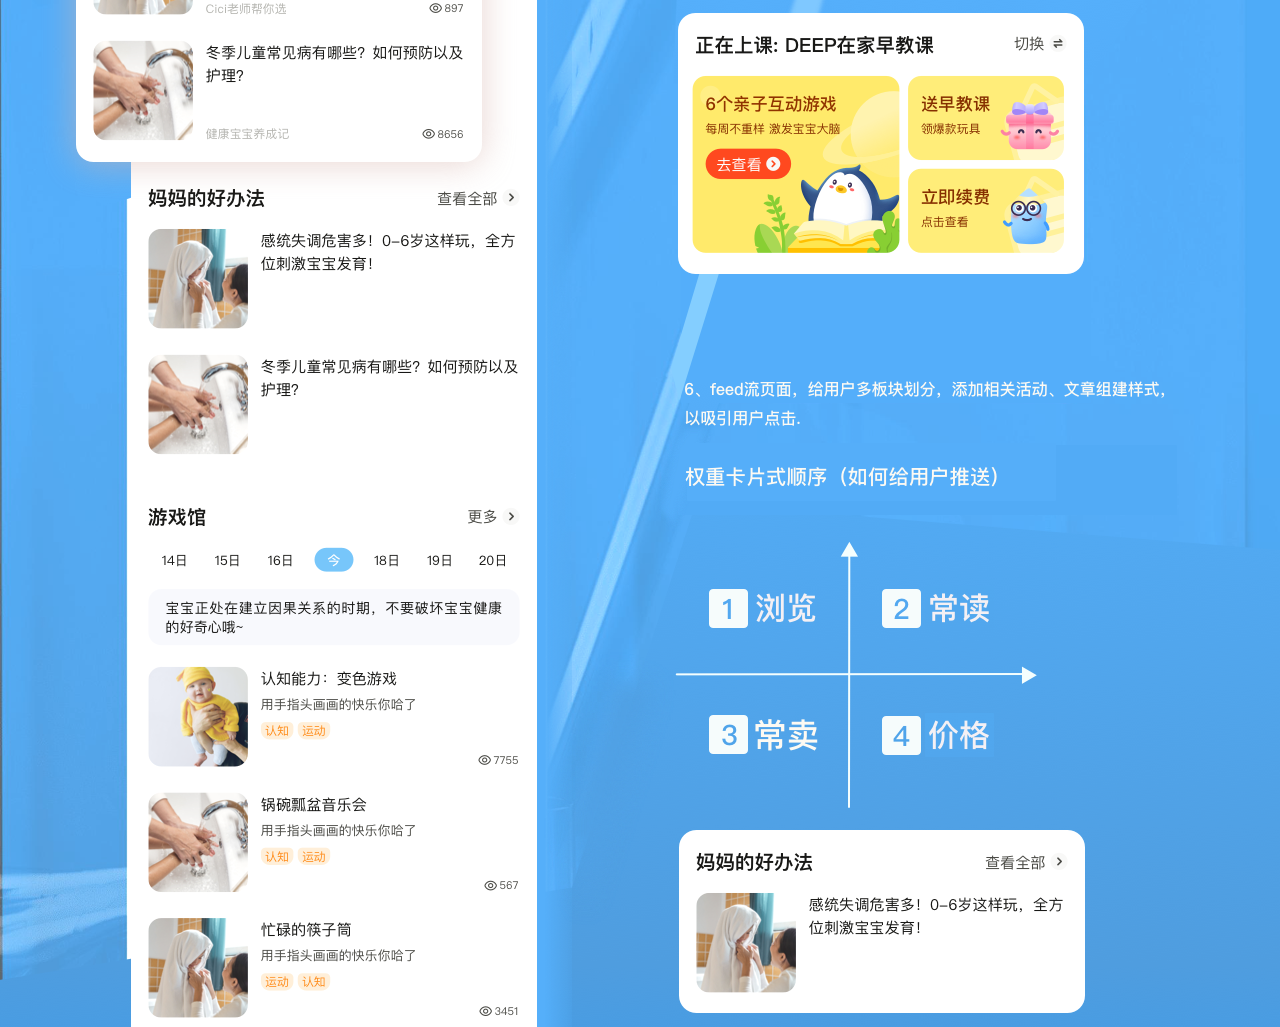 Cici老师帮你选
897
冬季儿童常见病有哪些？如何预防以及
护理？
健康宝宝养成记
8656
妈妈的好办法
查看全部
感统失调危害多！0-6岁这样玩，全方
位刺激宝宝发育！
冬季儿童常见病有哪些？如何预防以及
护理？
游戏馆
更多
14日 15日 16日 今 18日 19日 20日
宝宝正处在建立因果关系的时期，不要破坏宝宝健康
的好奇心哦~
认知能力：变色游戏
用手指头画画的快乐你哈了
认知 运动
7755
锅碗瓢盆音乐会
用手指头画画的快乐你哈了
认知 运动
567
忙碌的筷子筒
用手指头画画的快乐你哈了
运动 认知
3451
正在上课: DEEP在家早教课
切换
6个亲子互动游戏
每周不重样 激发宝宝大脑
去查看
送早教课
领爆款玩具
立即续费
点击查看
6、feed流页面，给用户多板块划分，添加相关活动、文章组建样式，
以吸引用户点击.
权重卡片式顺序（如何给用户推送）
1 浏览
2 常读
3 常卖
4 价格
妈妈的好办法
查看全部
感统失调危害多！0-6岁这样玩，全方
位刺激宝宝发育！